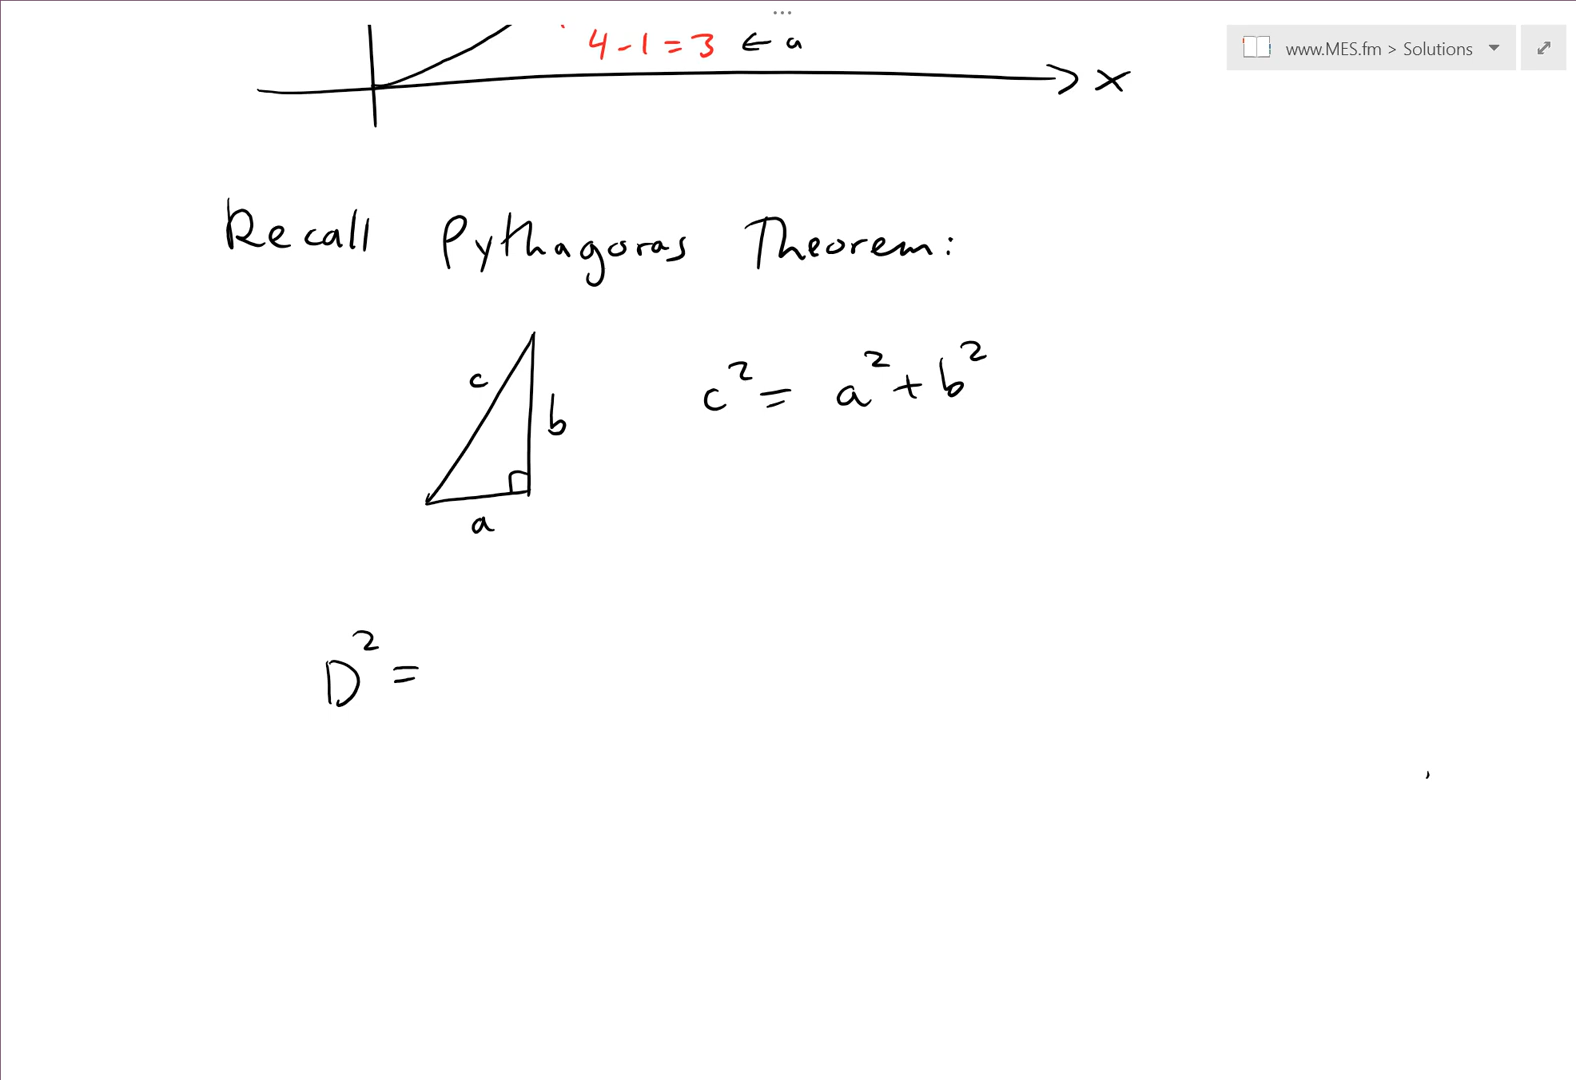 4 - 1 = 3 ← a
www.MES.fm > Solutions
x
Recall Pythagoras Theorem:
c
b
a
c² = a² + b²
D² =